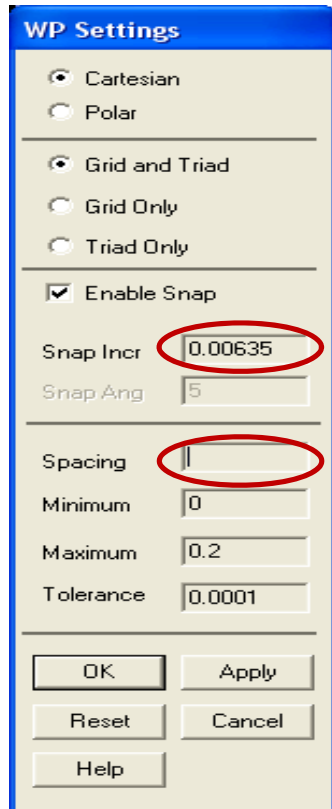 WP Settings
Cartesian
Polar
Grid and Triad
Grid Only
Triad Only
Enable Snap
Snap Incr 0.00635
Snap Ang 5
Spacing
Minimum 0
Maximum 0.2
Tolerance 0.0001
OK Apply
Reset Cancel
Help